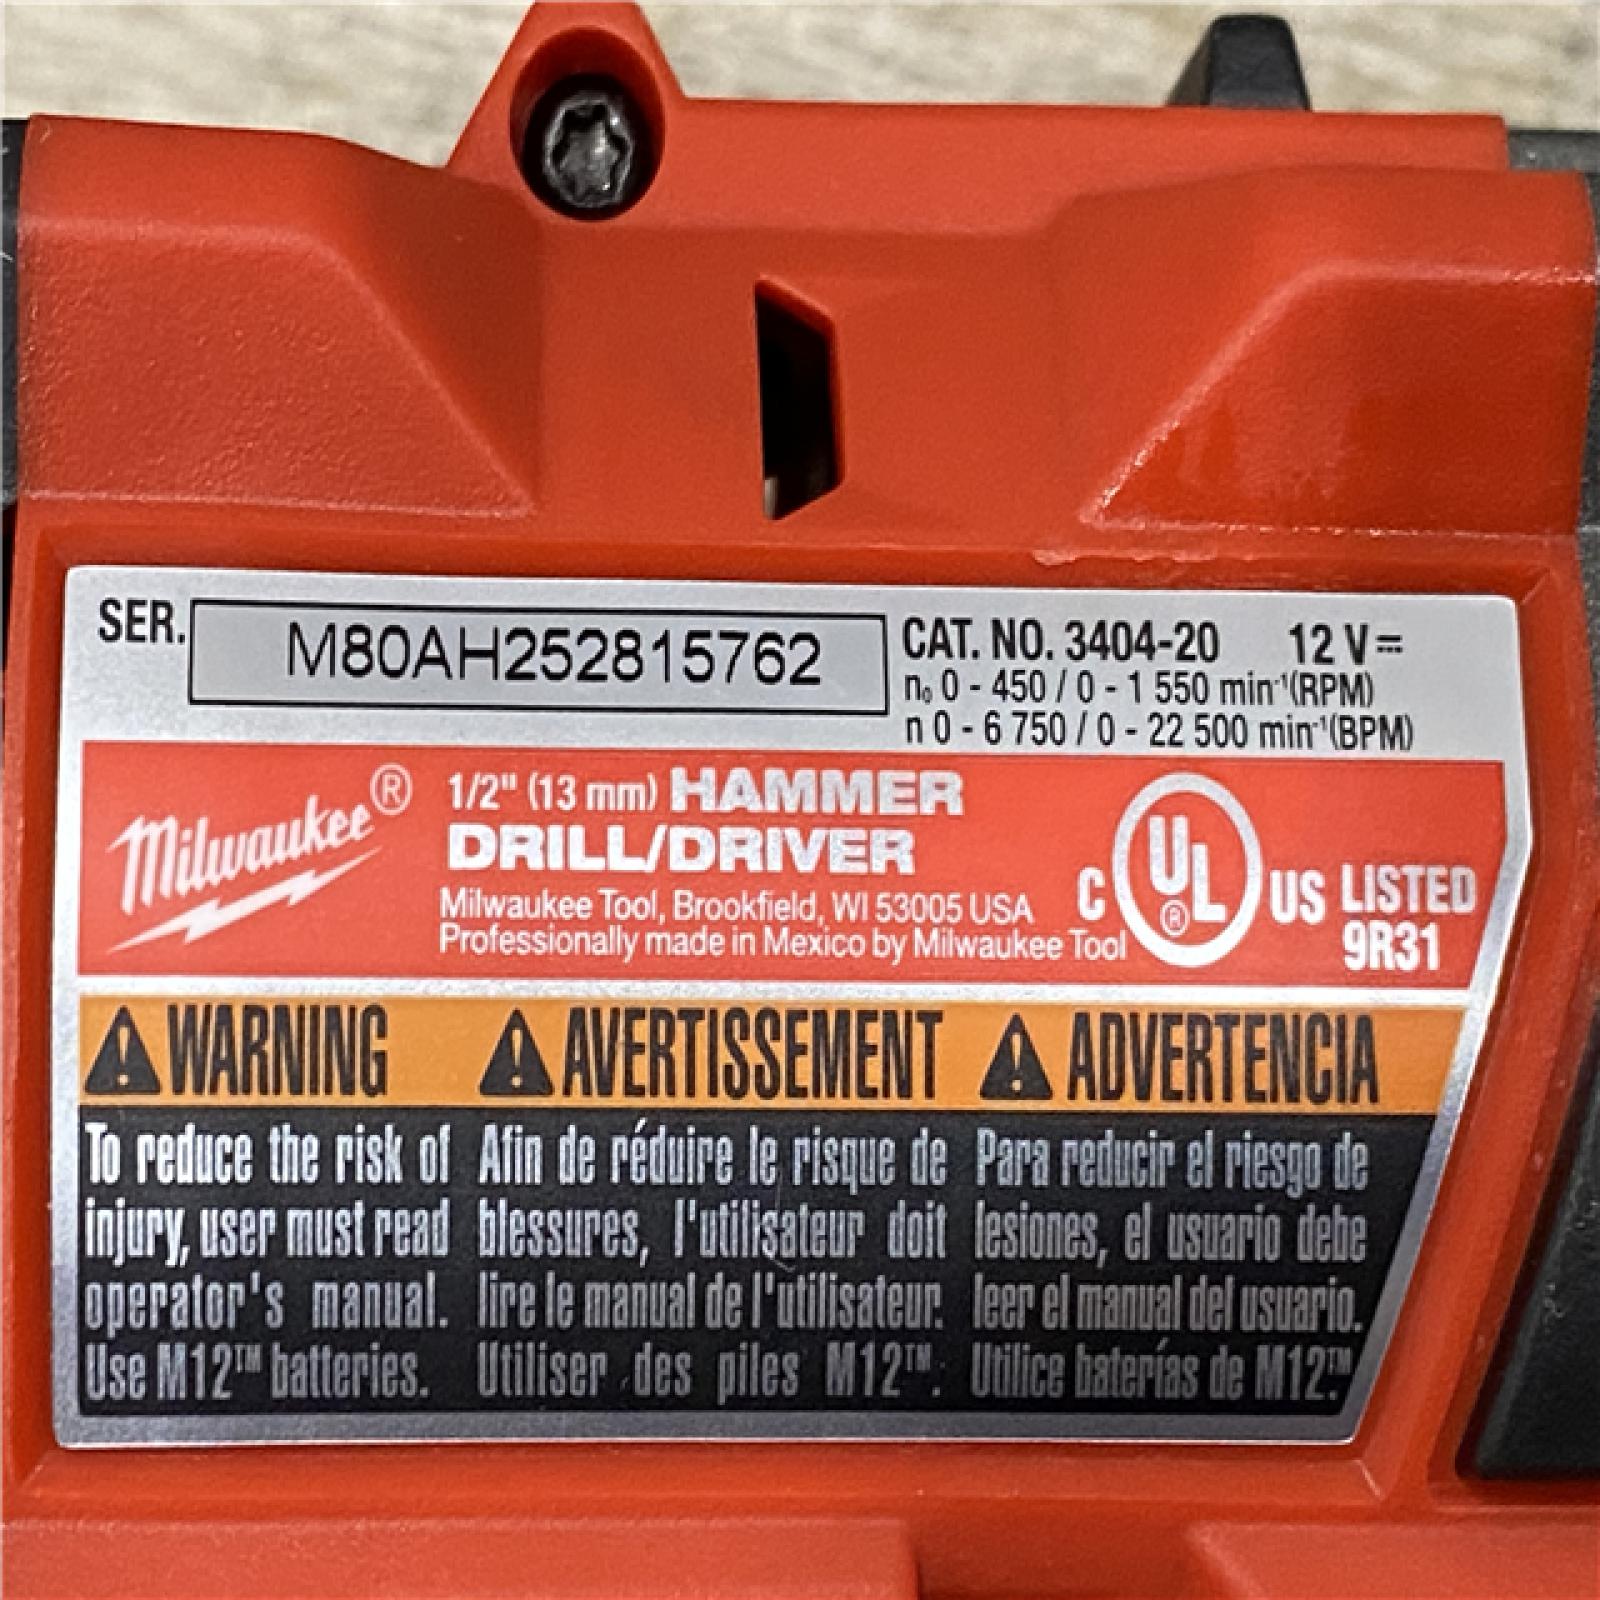 SER. M80AH252815762
CAT. NO. 3404-20 12 V⎓
n₀ 0 - 450 / 0 - 1 550 min⁻¹(RPM)
n 0 - 6 750 / 0 - 22 500 min⁻¹(BPM)
Milwaukee®
1/2" (13 mm) HAMMER
DRILL/DRIVER
Milwaukee Tool, Brookfield, WI 53005 USA
Professionally made in Mexico by Milwaukee Tool
C UL® US LISTED
9R31
WARNING
To reduce the risk of
injury, user must read
operator's manual.
Use M12™ batteries.
AVERTISSEMENT
Afin de réduire le risque de
blessures, l'utilisateur doit
lire le manual de l'utilisateur.
Utiliser des piles M12™.
ADVERTENCIA
Para reducir el riesgo de
lesiones, el usuario debe
leer el manual del usuario.
Utilice baterías de M12™.